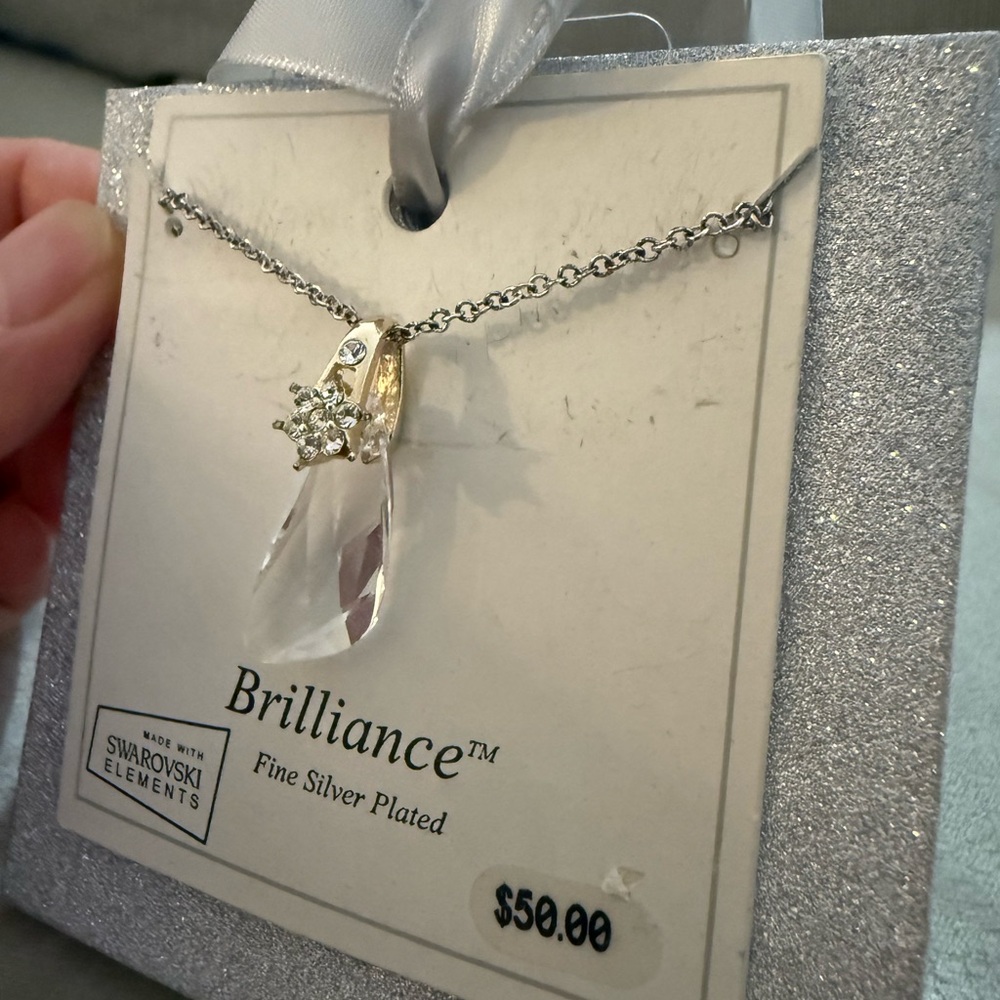 Brilliance™
Fine Silver Plated
MADE WITH
SWAROVSKI
ELEMENTS
$50.00